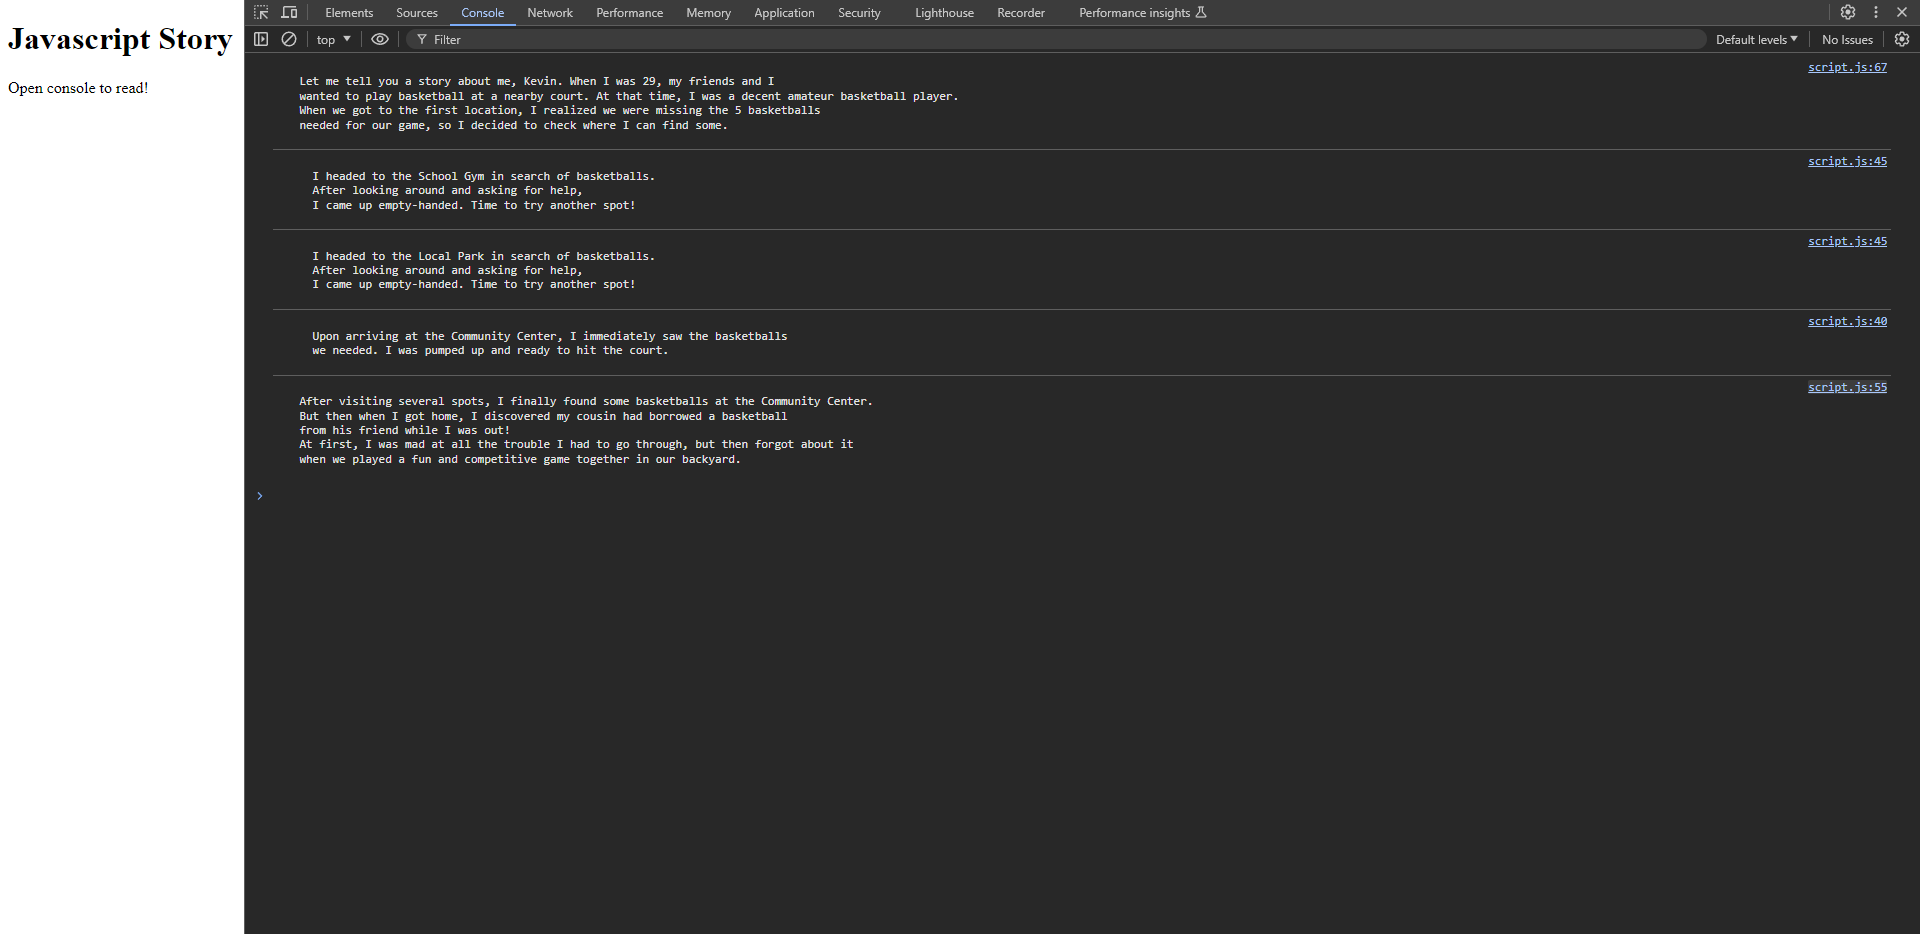 Javascript Story
Open console to read!
Elements Sources Console Network Performance Memory Application Security Lighthouse Recorder Performance insights
top Filter Default levels No Issues
script.js:67
Let me tell you a story about me, Kevin. When I was 29, my friends and I
wanted to play basketball at a nearby court. At that time, I was a decent amateur basketball player.
When we got to the first location, I realized we were missing the 5 basketballs
needed for our game, so I decided to check where I can find some.
script.js:45
I headed to the School Gym in search of basketballs.
After looking around and asking for help,
I came up empty-handed. Time to try another spot!
script.js:45
I headed to the Local Park in search of basketballs.
After looking around and asking for help,
I came up empty-handed. Time to try another spot!
script.js:40
Upon arriving at the Community Center, I immediately saw the basketballs
we needed. I was pumped up and ready to hit the court.
script.js:55
After visiting several spots, I finally found some basketballs at the Community Center.
But then when I got home, I discovered my cousin had borrowed a basketball
from his friend while I was out!
At first, I was mad at all the trouble I had to go through, but then forgot about it
when we played a fun and competitive game together in our backyard.